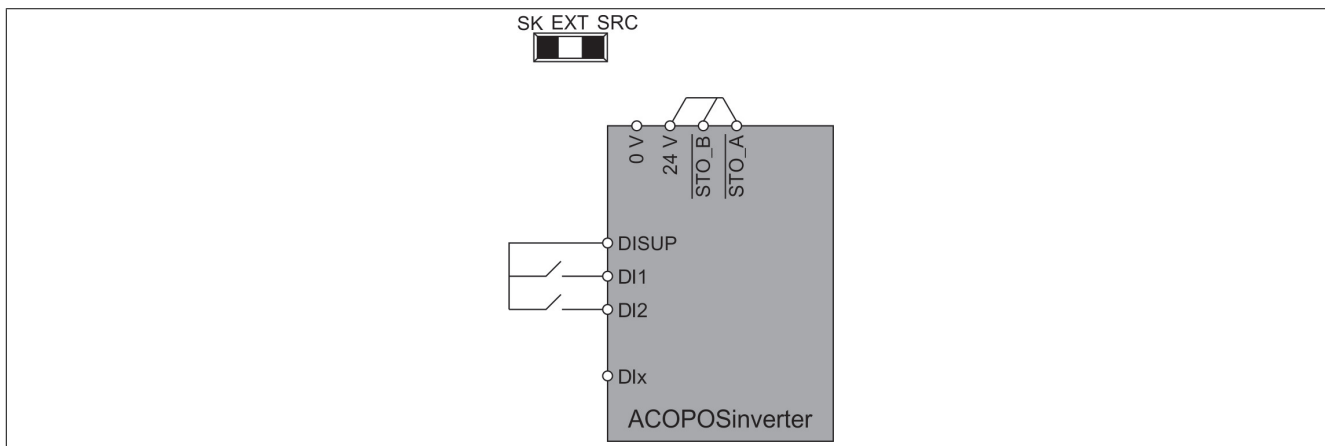 SK EXT SRC
0 V
24 V
STO_B
STO_A
DISUP
DI1
DI2
DIx
ACOPOSinverter